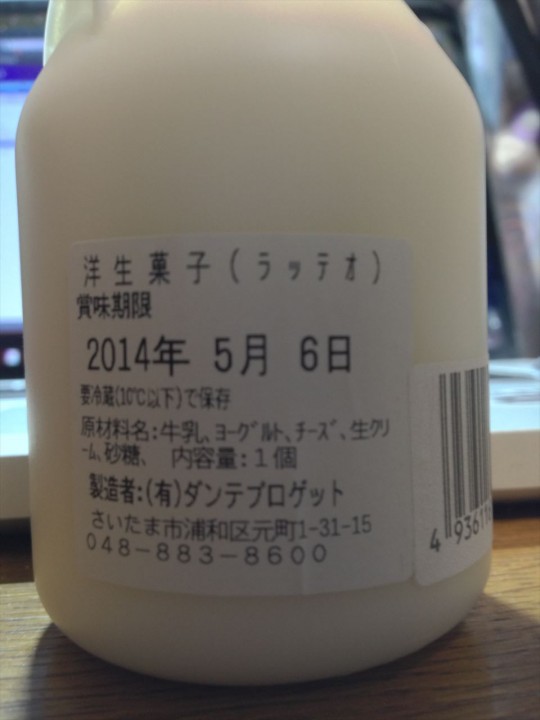 洋生菓子(ラッテオ)
賞味期限
2014年 5月 6日
要冷蔵(10℃以下)で保存
原材料名:牛乳、ヨーグルト、チーズ、生クリ
ーム、砂糖、 内容量:1個
製造者:(有)ダンテプロゲット
さいたま市浦和区元町1-31-15
048-883-8600
4 93611